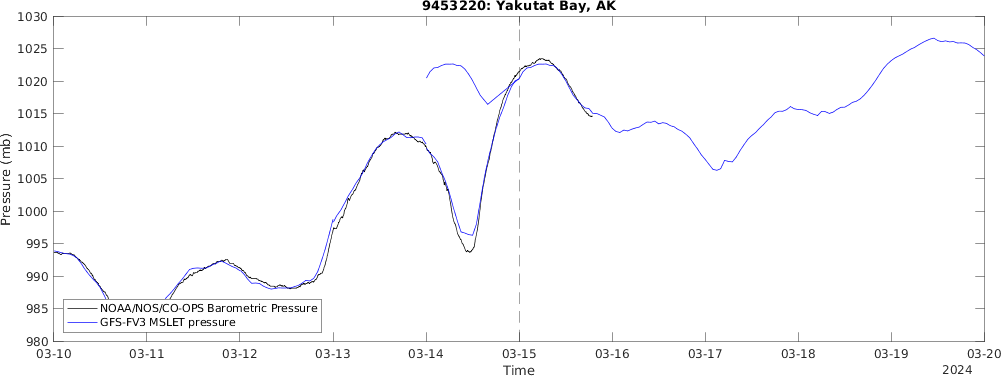 9453220: Yakutat Bay, AK
Pressure (mb)
1030
1025
1020
1015
1010
1005
1000
995
990
985
980
NOAA/NOS/CO-OPS Barometric Pressure
GFS-FV3 MSLET pressure
03-10 03-11 03-12 03-13 03-14 03-15 03-16 03-17 03-18 03-19 03-20
Time
2024